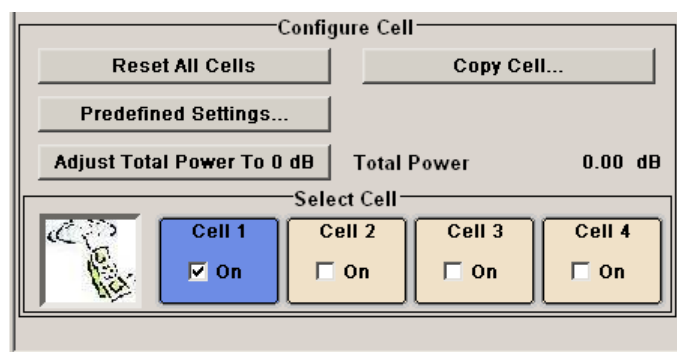 Configure Cell
Reset All Cells Copy Cell...
Predefined Settings...
Adjust Total Power To 0 dB Total Power 0.00 dB
Select Cell
Cell 1 Cell 2 Cell 3 Cell 4
On On On On